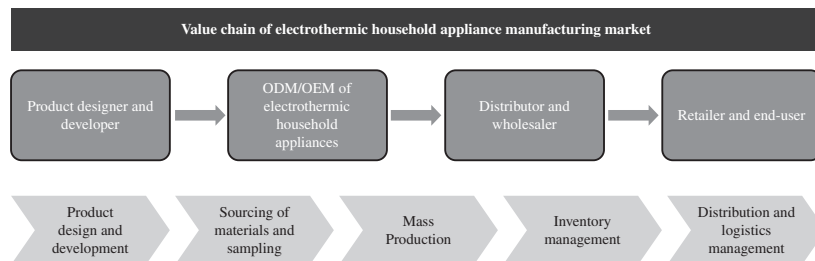 Value chain of electrothermic household appliance manufacturing market
Product designer and
developer
ODM/OEM of
electrothermic
household
appliances
Distributor and
wholesaler
Retailer and end-user
Product
design and
development
Sourcing of
materials and
sampling
Mass
Production
Inventory
management
Distribution and
logistics
management